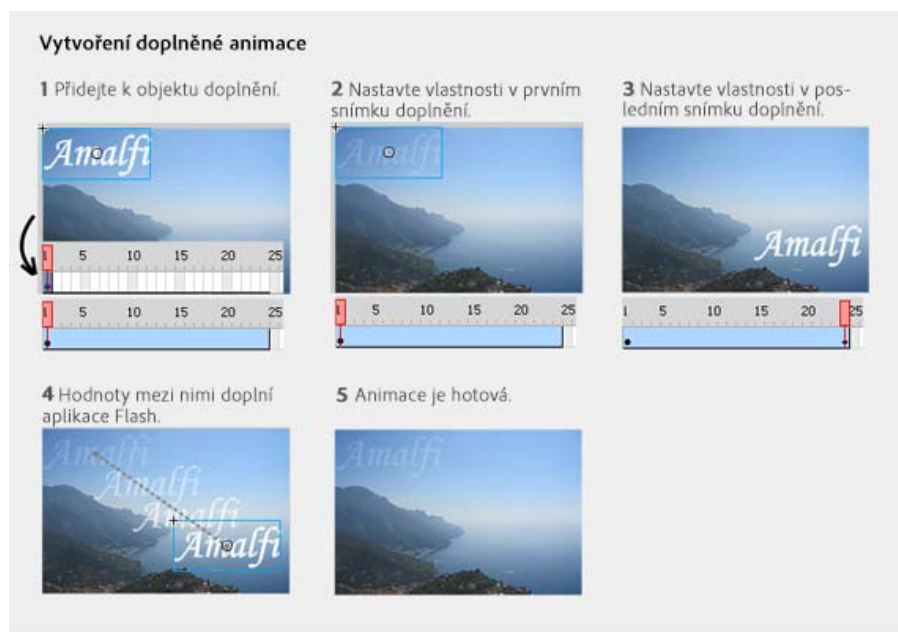 Vytvoření doplněné animace
1 Přidejte k objektu doplnění.
Amalfi
1 5 10 15 20 25
1 5 10 15 20 25
2 Nastavte vlastnosti v prvním
snímku doplnění.
Amalfi
1 5 10 15 20 25
3 Nastavte vlastnosti v pos-
ledním snímku doplnění.
Amalfi
1 5 10 15 20 25
4 Hodnoty mezi nimi doplní
aplikace Flash.
Amalfi
Amalfi
Amalfi
Amalfi
5 Animace je hotová.
Amalfi